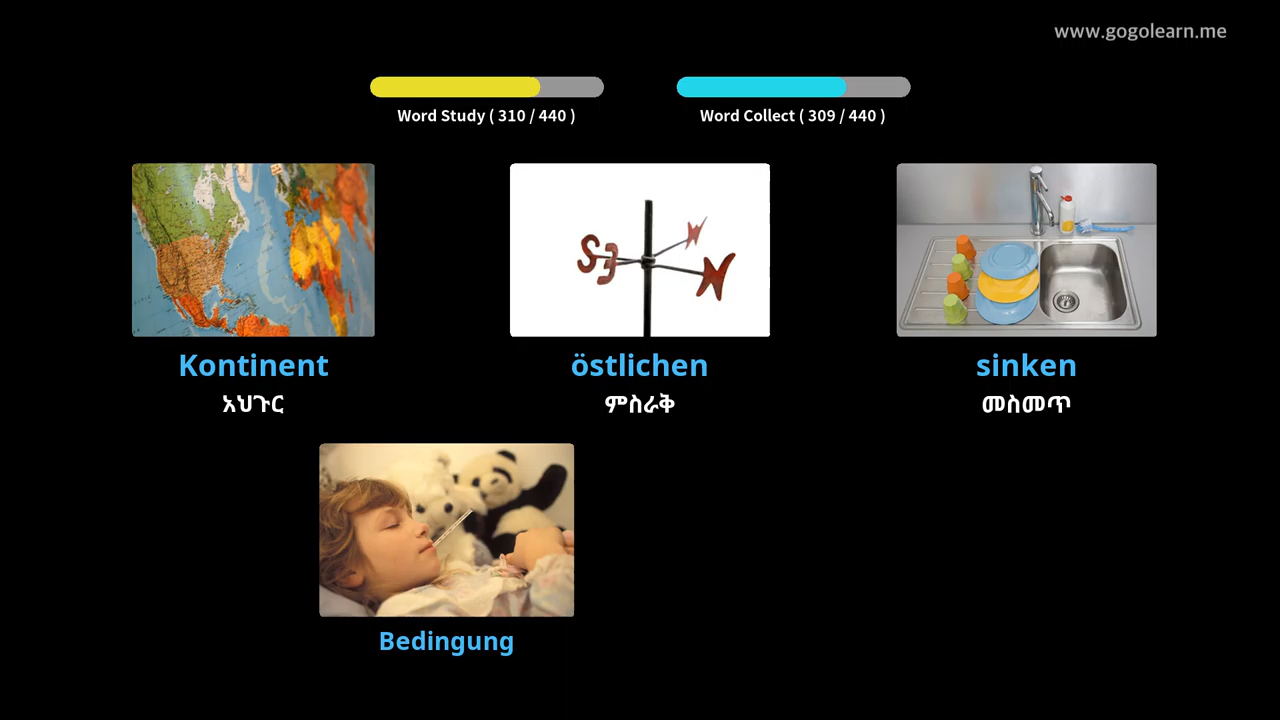 www.gogolearn.me
Word Study ( 310 / 440 )
Word Collect ( 309 / 440 )
Kontinent
östlichen
sinken
አህጉር
ምስራቅ
መስመጥ
Bedingung